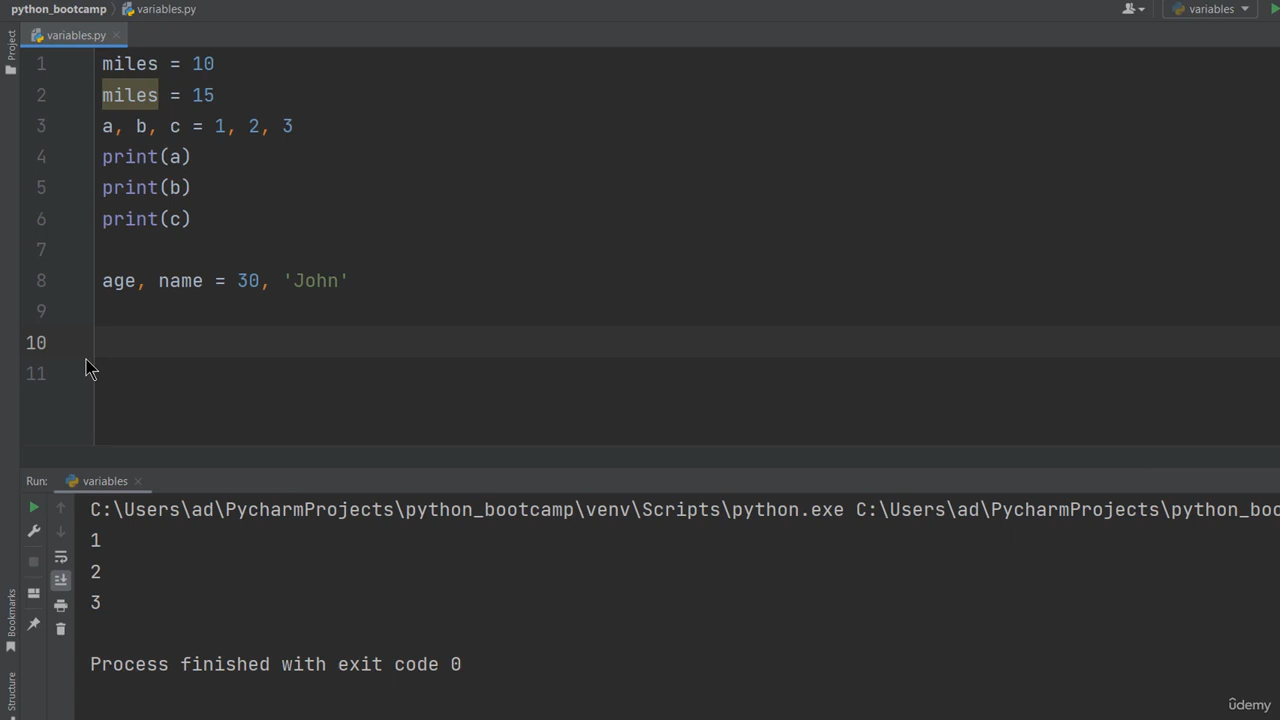 python_bootcamp variables.py variables
Project variables.py
1 miles = 10
2 miles = 15
3 a, b, c = 1, 2, 3
4 print(a)
5 print(b)
6 print(c)
7
8 age, name = 30, 'John'
9
10
11
Run: variables
C:\Users\ad\PycharmProjects\python_bootcamp\venv\Scripts\python.exe C:\Users\ad\PycharmProjects\python_boo
1
2
3
Bookmarks
Process finished with exit code 0
Structure
ûdemy